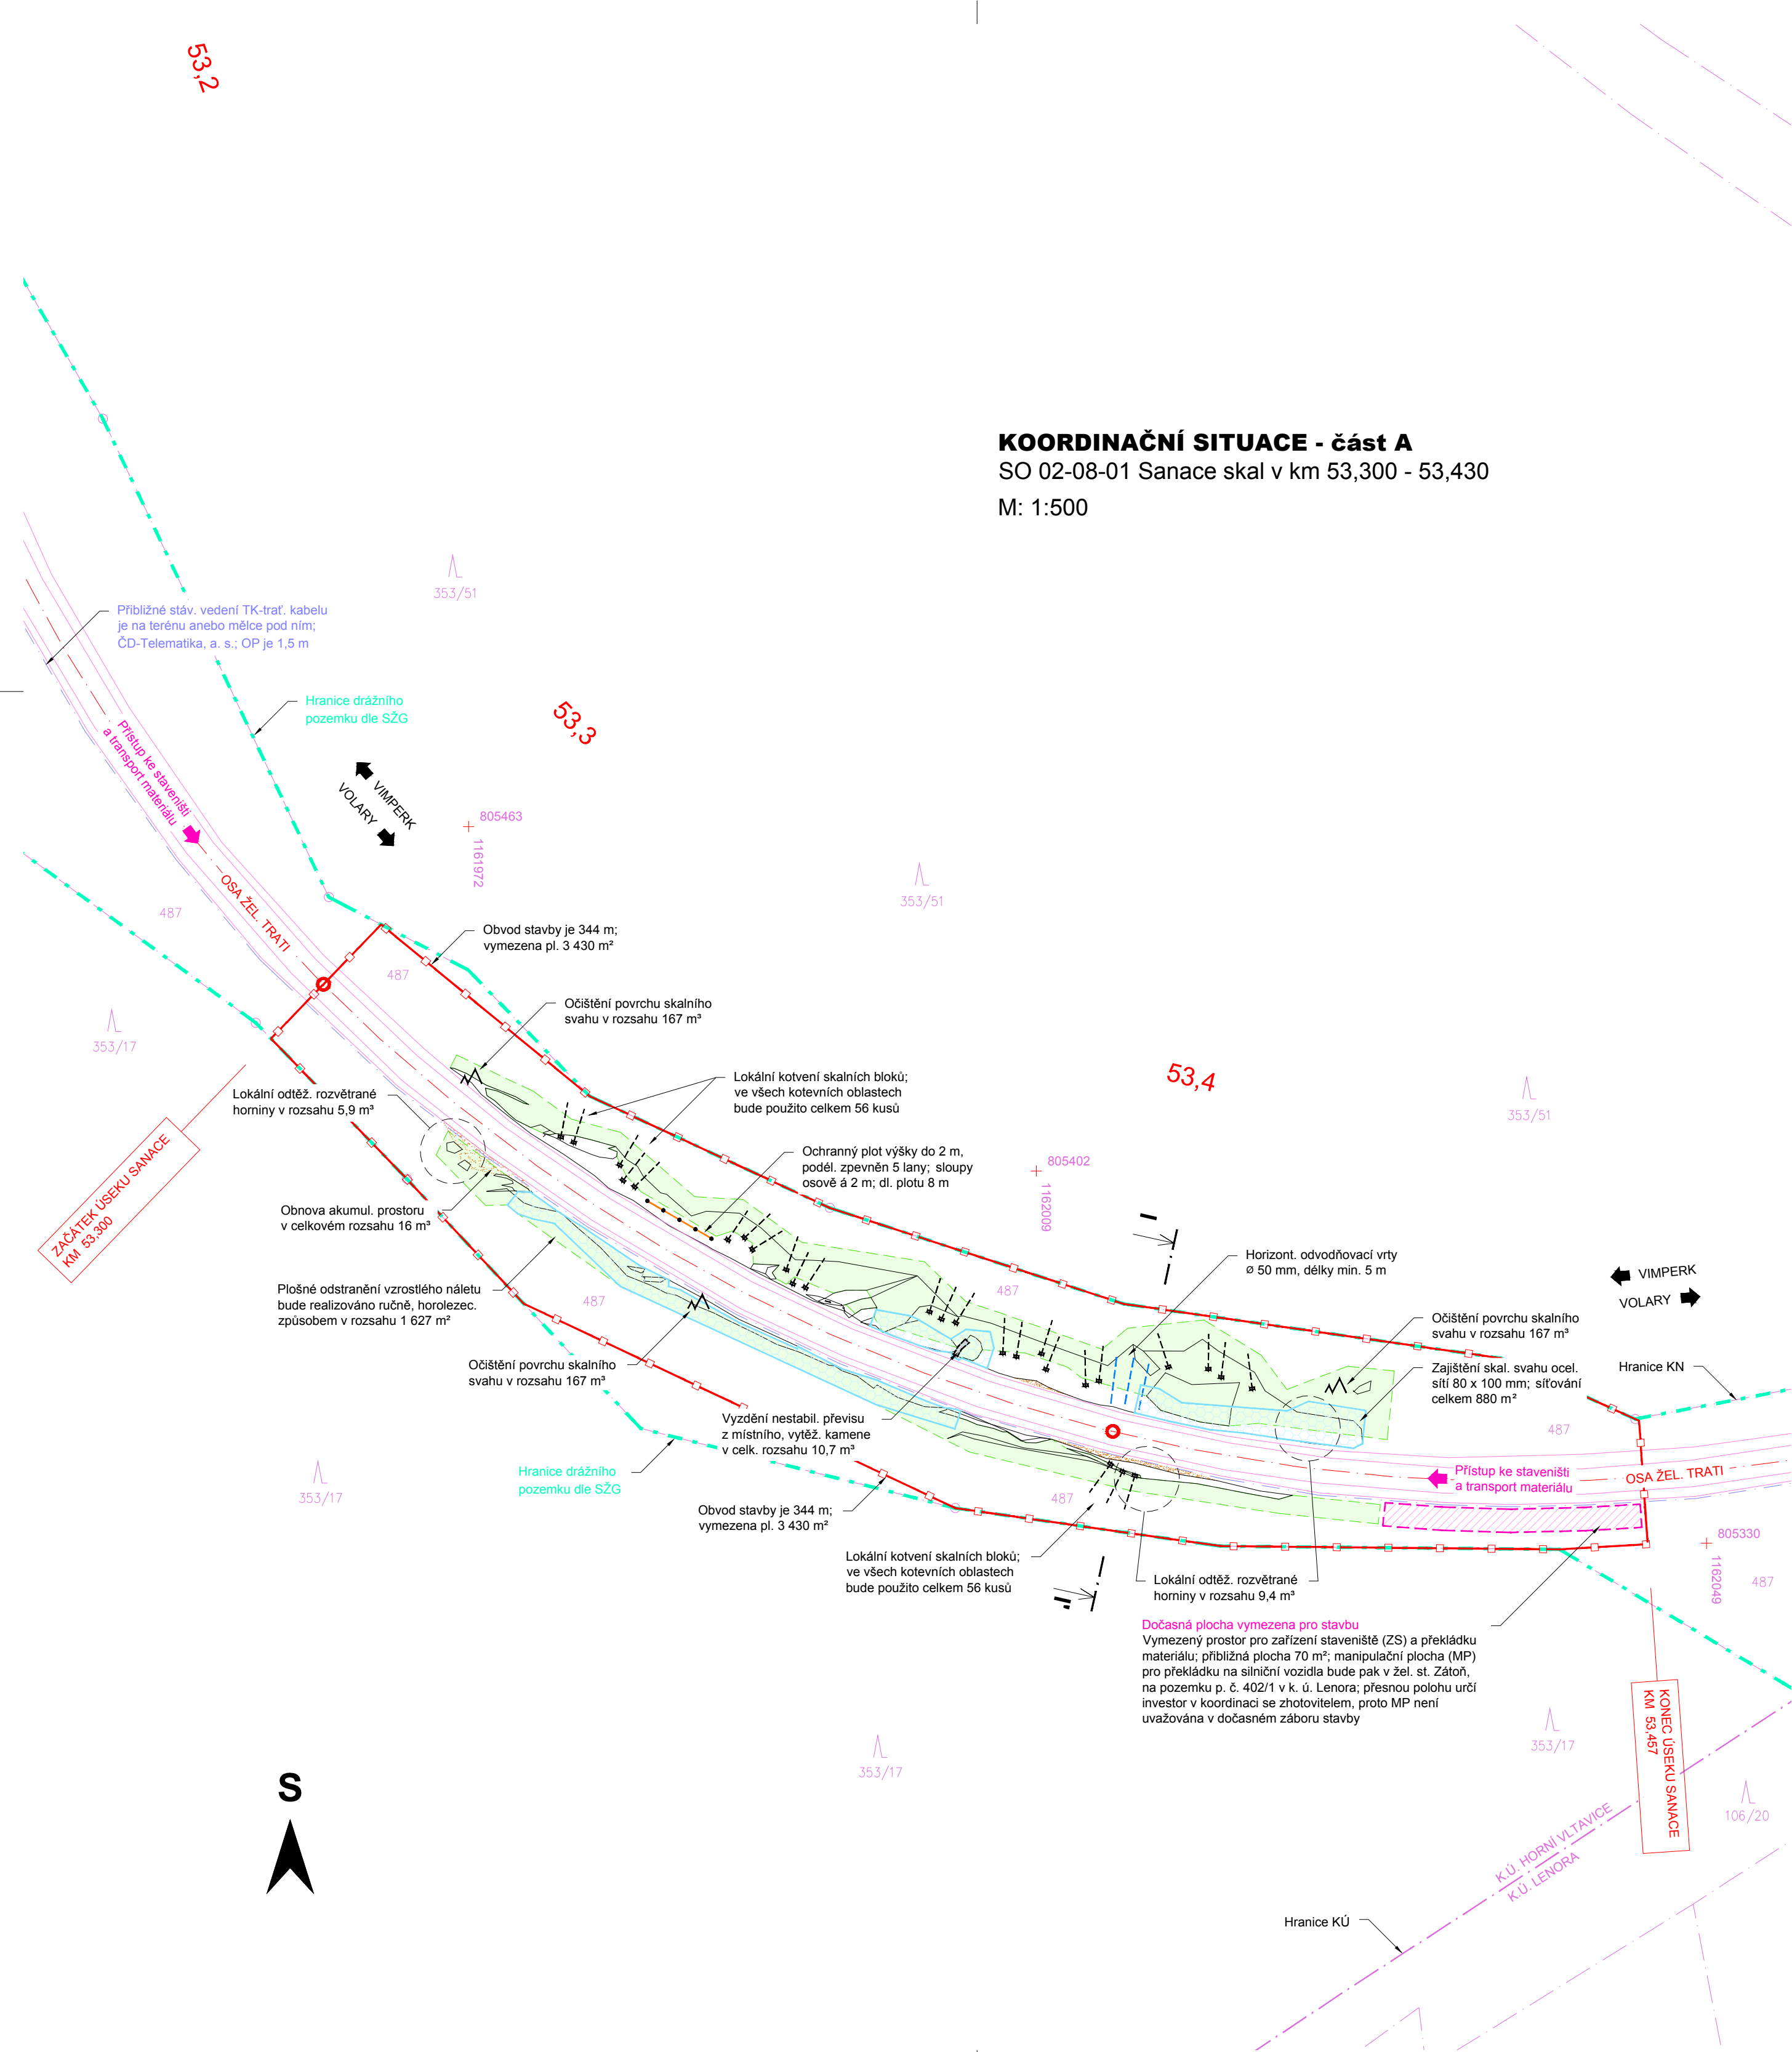 53,2
KOORDINAČNÍ SITUACE - část A
SO 02-08-01 Sanace skal v km 53,300 - 53,430
M: 1:500
353/51
Přibližné stáv. vedení TK-trať. kabelu
je na terénu anebo mělce pod ním;
ČD-Telematika, a. s.; OP je 1,5 m
Hranice drážního
pozemku dle SŽG
53,3
Přístup ke staveništi
a transport materiálu
VIMPERK
VOLARY
805463
1161972
OSA ŽEL. TRATI
487
353/51
Obvod stavby je 344 m;
vymezena pl. 3 430 m²
487
Očištění povrchu skalního
svahu v rozsahu 167 m³
353/17
53,4
Lokální odtěž. rozvětrané
horniny v rozsahu 5,9 m³
Lokální kotvení skalních bloků;
ve všech kotevních oblastech
bude použito celkem 56 kusů
353/51
ZAČÁTEK ÚSEKU SANACE
KM 53,300
Ochranný plot výšky do 2 m,
podél. zpevněn 5 lany; sloupy
osově á 2 m; dl. plotu 8 m
805402
1162009
Obnova akumul. prostoru
v celkovém rozsahu 16 m³
I
Horizont. odvodňovací vrty
Ø 50 mm, délky min. 5 m
VIMPERK
VOLARY
Plošné odstranění vzrostlého náletu
bude realizováno ručně, horolezec.
způsobem v rozsahu 1 627 m²
487
487
Očištění povrchu skalního
svahu v rozsahu 167 m³
Očištění povrchu skalního
svahu v rozsahu 167 m³
Zajištění skal. svahu ocel.
sítí 80 x 100 mm; síťování
celkem 880 m²
Hranice KN
Vyzdění nestabil. převisu
z místního, vytěž. kamene
v celk. rozsahu 10,7 m³
487
Hranice drážního
pozemku dle SŽG
353/17
Přístup ke staveništi
a transport materiálu
OSA ŽEL. TRATI
487
Obvod stavby je 344 m;
vymezena pl. 3 430 m²
805330
1162049
487
Lokální kotvení skalních bloků;
ve všech kotevních oblastech
bude použito celkem 56 kusů
I'
Lokální odtěž. rozvětrané
horniny v rozsahu 9,4 m³
Dočasná plocha vymezena pro stavbu
Vymezený prostor pro zařízení staveniště (ZS) a překládku
materiálu; přibližná plocha 70 m²; manipulační plocha (MP)
pro překládku na silniční vozidla bude pak v žel. st. Zátoň,
na pozemku p. č. 402/1 v k. ú. Lenora; přesnou polohu určí
investor v koordinaci se zhotovitelem, proto MP není
uvažována v dočasném záboru stavby
KONEC ÚSEKU SANACE
KM 53,457
353/17
353/17
S
106/20
K.Ú. HORNÍ VLTAVICE
K.Ú. LENORA
Hranice KÚ